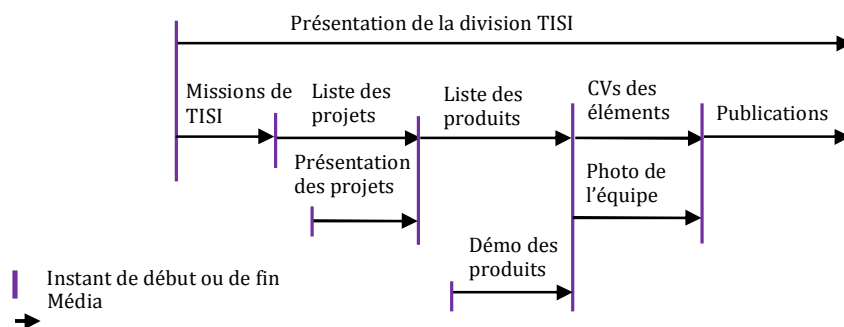 Présentation de la division TISI
Missions de
TISI
Liste des
projets
Liste des
produits
CVs des
éléments
Publications
Présentation
des projets
Photo de
l'équipe
Démo des
produits
Instant de début ou de fin
Média